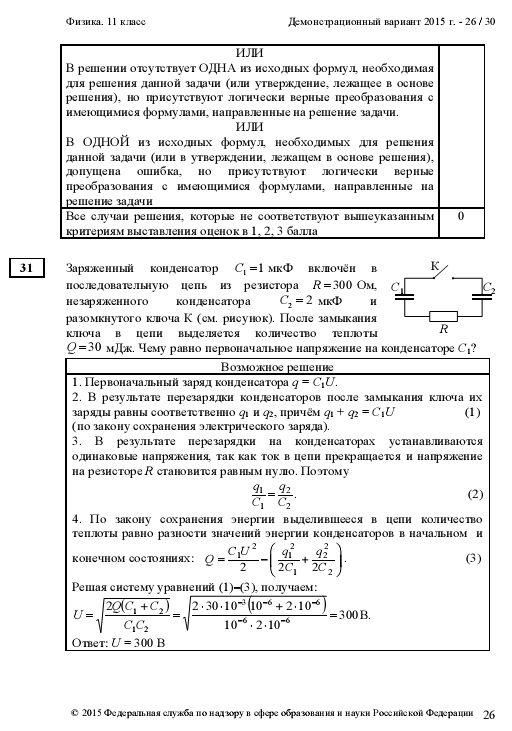 Физика. 11 класс Демонстрационный вариант 2015 г. - 26 / 30
ИЛИ
В решении отсутствует ОДНА из исходных формул, необходимая
для решения данной задачи (или утверждение, лежащее в основе
решения), но присутствуют логически верные преобразования с
имеющимися формулами, направленные на решение задачи.
ИЛИ
В ОДНОЙ из исходных формул, необходимых для решения
данной задачи (или в утверждении, лежащем в основе решения),
допущена ошибка, но присутствуют логически верные
преобразования с имеющимися формулами, направленные на
решение задачи
Все случаи решения, которые не соответствуют вышеуказанным 0
критериям выставления оценок в 1, 2, 3 балла
31
Заряженный конденсатор C₁ = 1 мкФ включён в
последовательную цепь из резистора R = 300 Ом,
незаряженного конденсатора C₂ = 2 мкФ и
разомкнутого ключа К (см. рисунок). После замыкания
ключа в цепи выделяется количество теплоты
Q = 30 мДж. Чему равно первоначальное напряжение на конденсаторе C₁?
К
C₁ C₂
R
Возможное решение
1. Первоначальный заряд конденсатора q = C₁U.
2. В результате перезарядки конденсаторов после замыкания ключа их
заряды равны соответственно q₁ и q₂, причём q₁ + q₂ = C₁U (1)
(по закону сохранения электрического заряда).
3. В результате перезарядки на конденсаторах устанавливаются
одинаковые напряжения, так как ток в цепи прекращается и напряжение
на резисторе R становится равным нулю. Поэтому
q₁/C₁ = q₂/C₂. (2)
4. По закону сохранения энергии выделившееся в цепи количество
теплоты равно разности значений энергии конденсаторов в начальном и
конечном состояниях: Q = C₁U²/2 − (q₁²/2C₁ + q₂²/2C₂). (3)
Решая систему уравнений (1)–(3), получаем:
U = √(2Q(C₁ + C₂)/C₁C₂) = √(2·30·10⁻³(10⁻⁶ + 2·10⁻⁶)/10⁻⁶·2·10⁻⁶) = 300 В.
Ответ: U = 300 В
© 2015 Федеральная служба по надзору в сфере образования и науки Российской Федерации 26